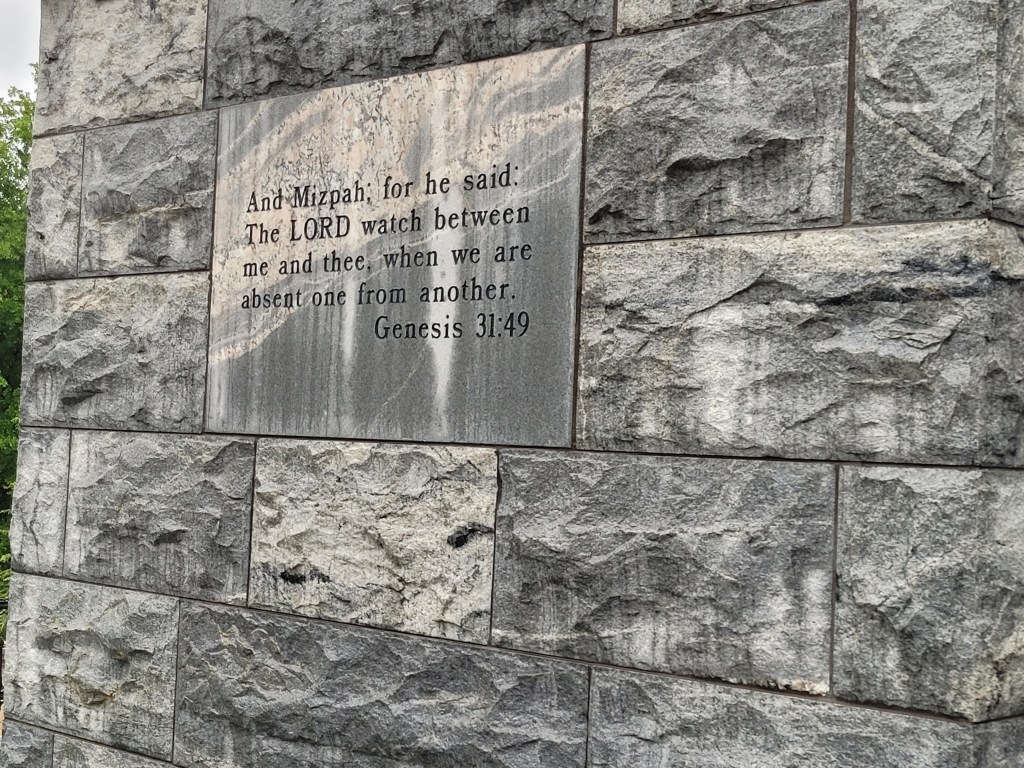 And Mizpah; for he said:
The LORD watch between
me and thee, when we are
absent one from another.
Genesis 31:49